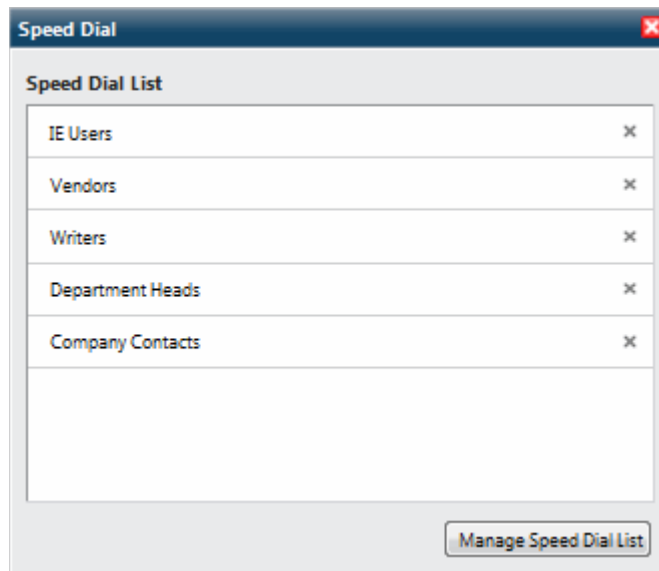 Speed Dial
Speed Dial List
IE Users
Vendors
Writers
Department Heads
Company Contacts
Manage Speed Dial List